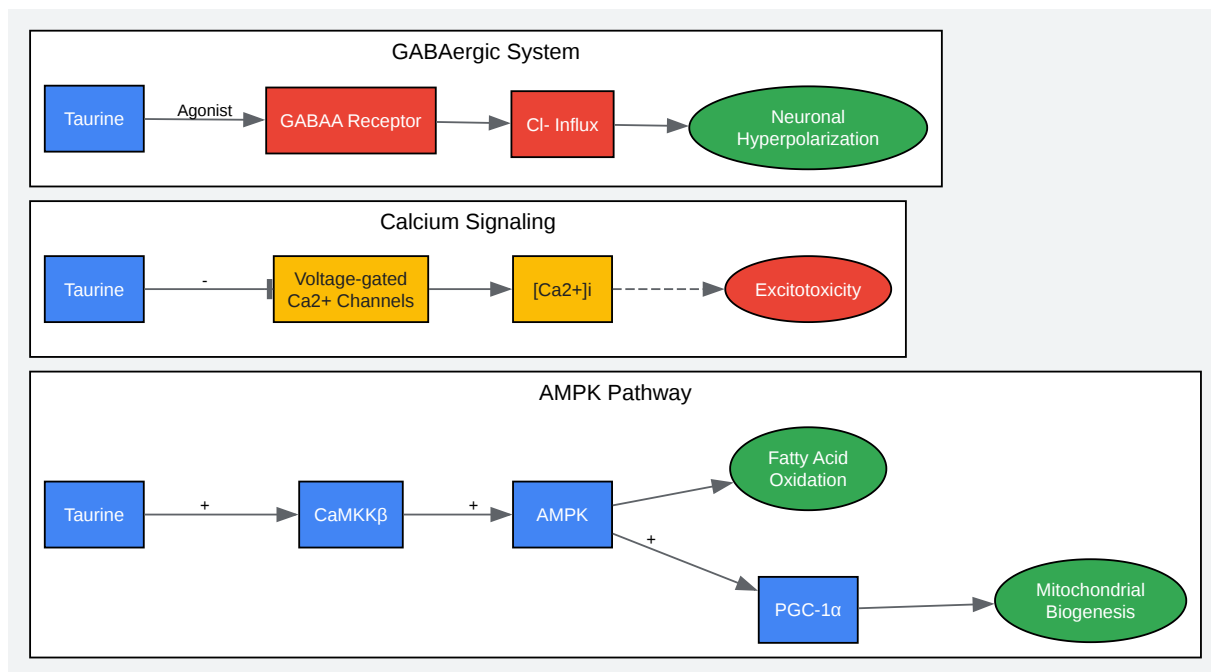 GABAergic System
Taurine
Agonist
GABAA Receptor
Cl- Influx
Neuronal
Hyperpolarization
Calcium Signaling
Taurine
-
Voltage-gated
Ca2+ Channels
[Ca2+]i
Excitotoxicity
AMPK Pathway
Taurine
+
CaMKKβ
+
AMPK
Fatty Acid
Oxidation
+
PGC-1α
Mitochondrial
Biogenesis